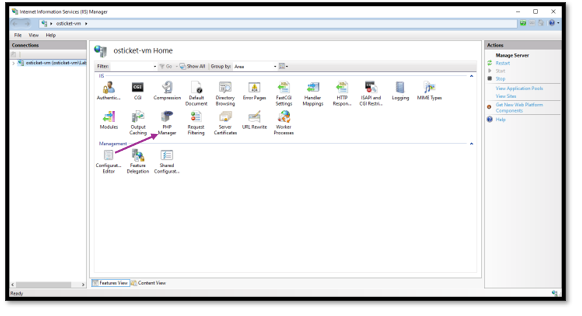 Internet Information Services (IIS) Manager
osticket-vm
File View Help
Connections
osticket-vm (osticket-vm\Lab
osticket-vm Home
Filter: Go Show All Group by: Area
IIS
Authentic... CGI Compression Default Document Directory Browsing Error Pages FastCGI Settings Handler Mappings HTTP Respon... ISAPI and CGI Restri... Logging MIME Types
Modules Output Caching PHP Manager Request Filtering Server Certificates URL Rewrite Worker Processes
Management
Configurat... Editor Feature Delegation Shared Configurat...
Features View Content View
Ready
Actions
Manage Server
Restart
Start
Stop
View Application Pools
View Sites
Get New Web Platform
Components
Help